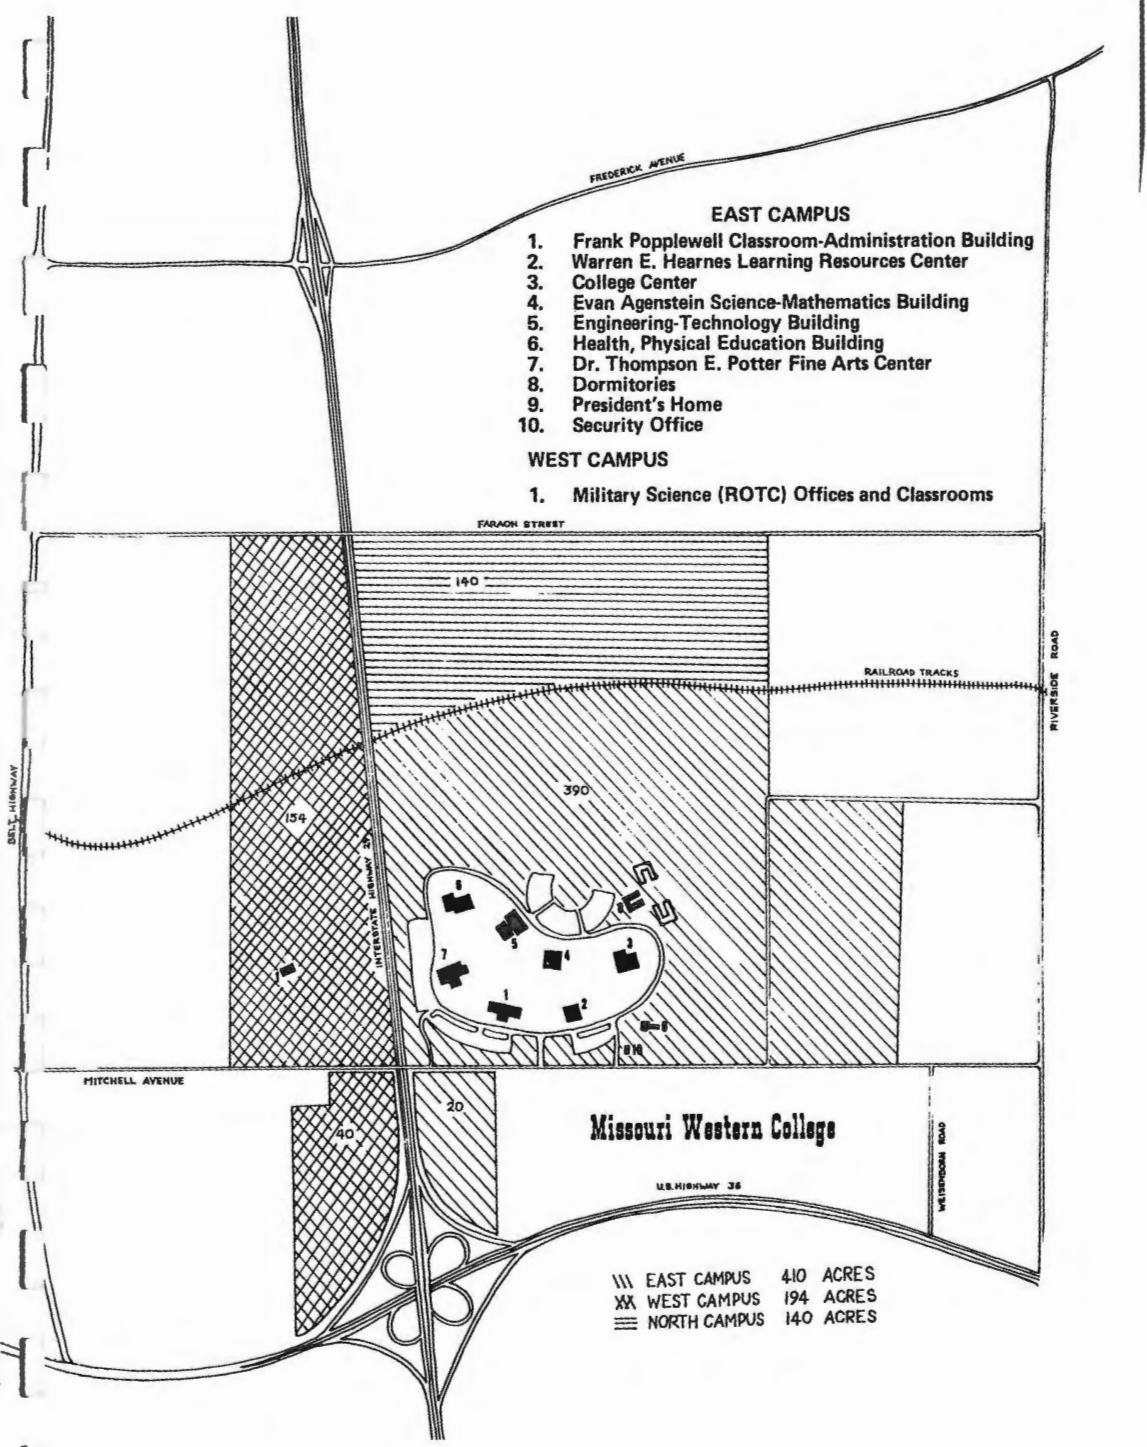 FREDERICK AVENUE
EAST CAMPUS
1. Frank Popplewell Classroom-Administration Building
2. Warren E. Hearnes Learning Resources Center
3. College Center
4. Evan Agenstein Science-Mathematics Building
5. Engineering-Technology Building
6. Health, Physical Education Building
7. Dr. Thompson E. Potter Fine Arts Center
8. Dormitories
9. President's Home
10. Security Office
WEST CAMPUS
1. Military Science (ROTC) Offices and Classrooms
FARAON STREET
140
RAILROAD TRACKS
RIVERSIDE ROAD
BELT HIGHWAY
390
154
INTERSTATE HIGHWAY 29
6
8
5
7
4
3
1
1
2
9
10
MITCHELL AVENUE
20
40
Missouri Western College
WEISENBORN ROAD
U.S. HIGHWAY 36
EAST CAMPUS 410 ACRES
WEST CAMPUS 194 ACRES
NORTH CAMPUS 140 ACRES